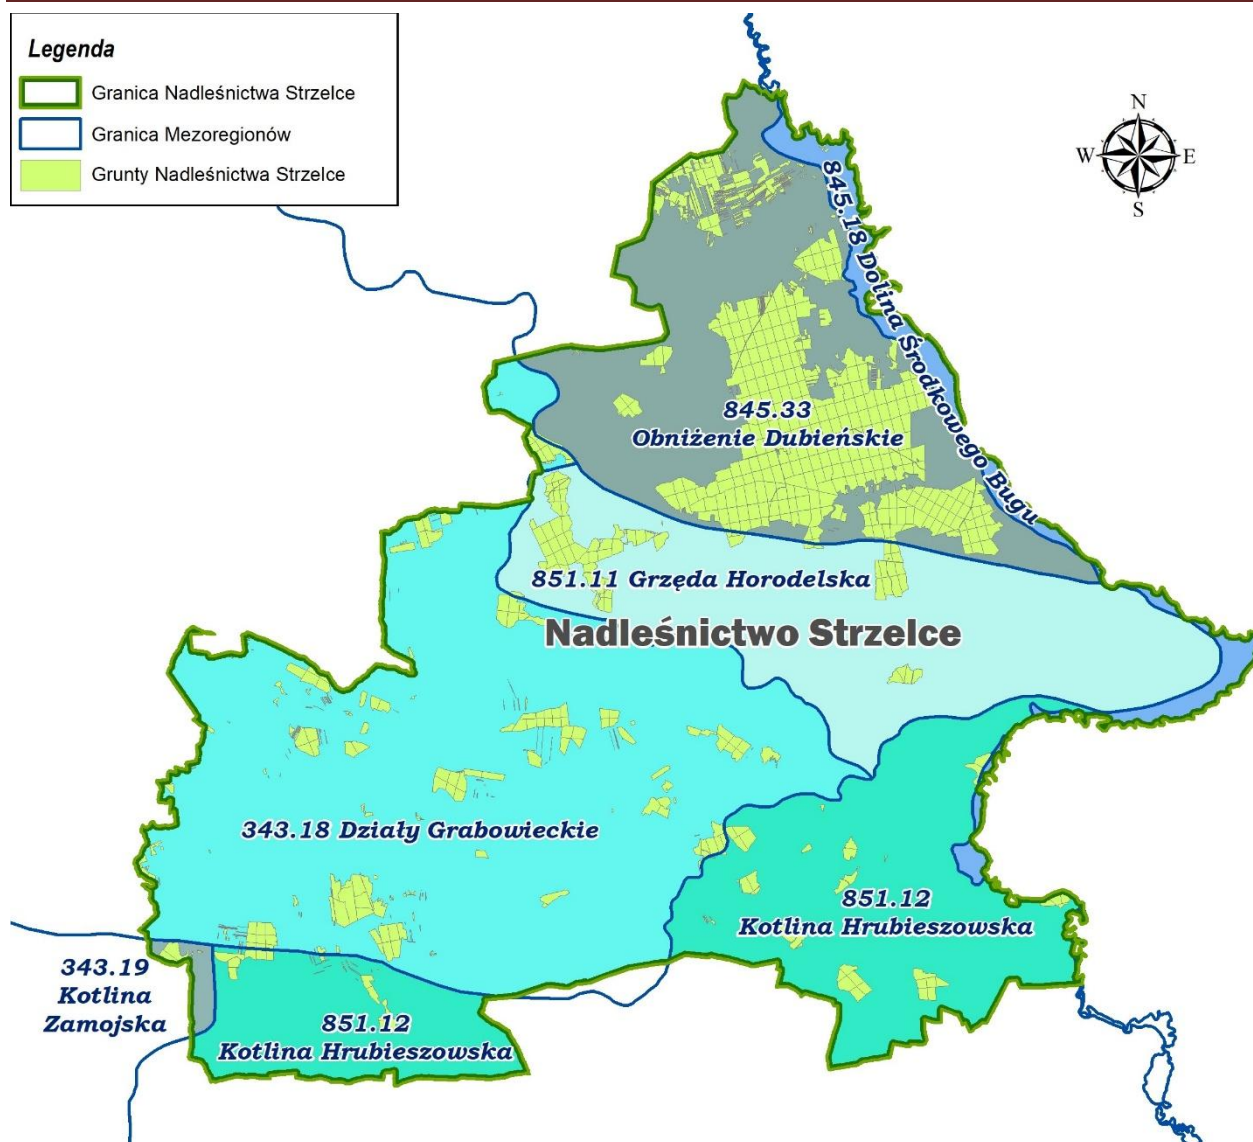 Legenda
Granica Nadleśnictwa Strzelce
Granica Mezoregionów
Grunty Nadleśnictwa Strzelce
N
W
E
S
845.18 Dolina Środkowego Bugu
845.33
Obniżenie Dubieńskie
851.11 Grzęda Horodelska
Nadleśnictwo Strzelce
343.18 Działy Grabowieckie
851.12
Kotlina Hrubieszowska
343.19
Kotlina
Zamojska
851.12
Kotlina Hrubieszowska